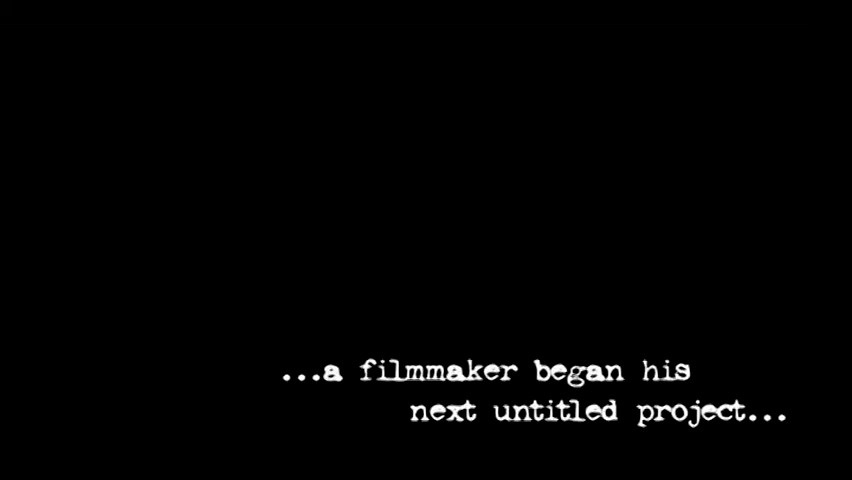 ...a filmmaker began his
next untitled project...